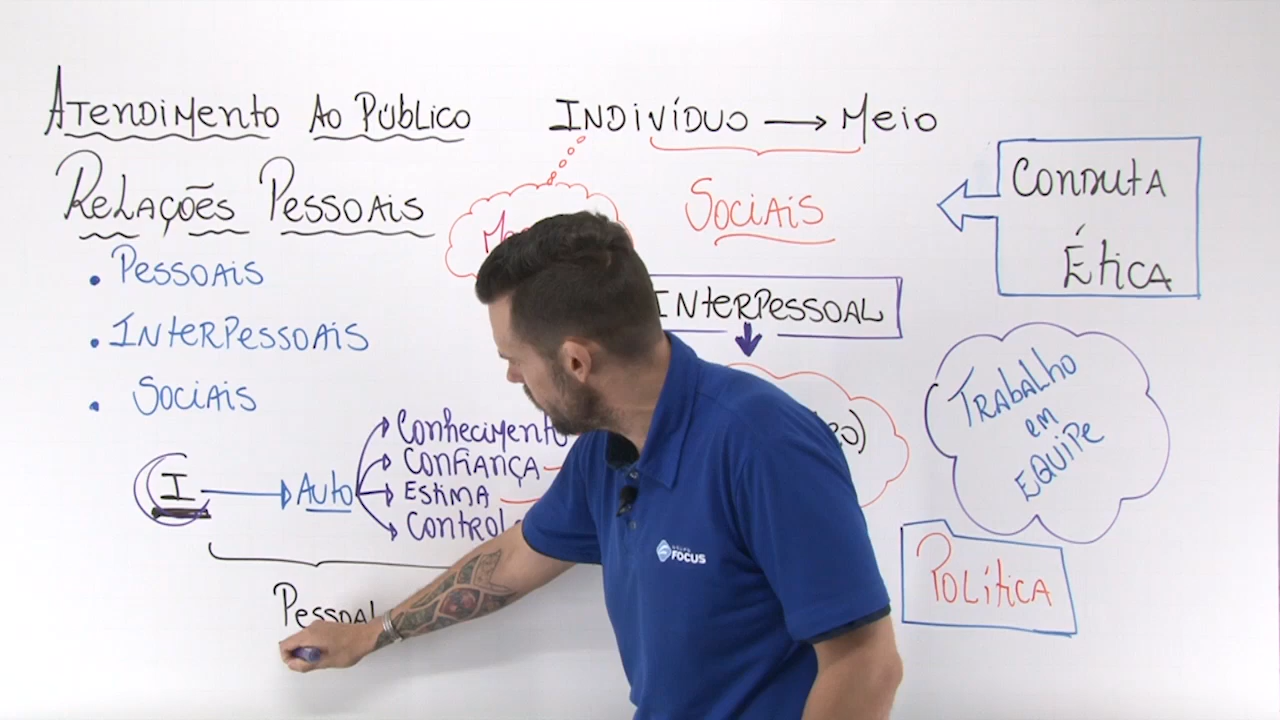 Atendimento Ao Público
Relações Pessoais
• Pessoais
• Interpessoais
• Sociais
I → Auto
Conhecimento
Confiança
Estima
Pessoal
Indivíduo → Meio
Sociais
Interpessoal
Conduta
Ética
Trabalho
em
Equipe
Política
GRUPO
FOCUS